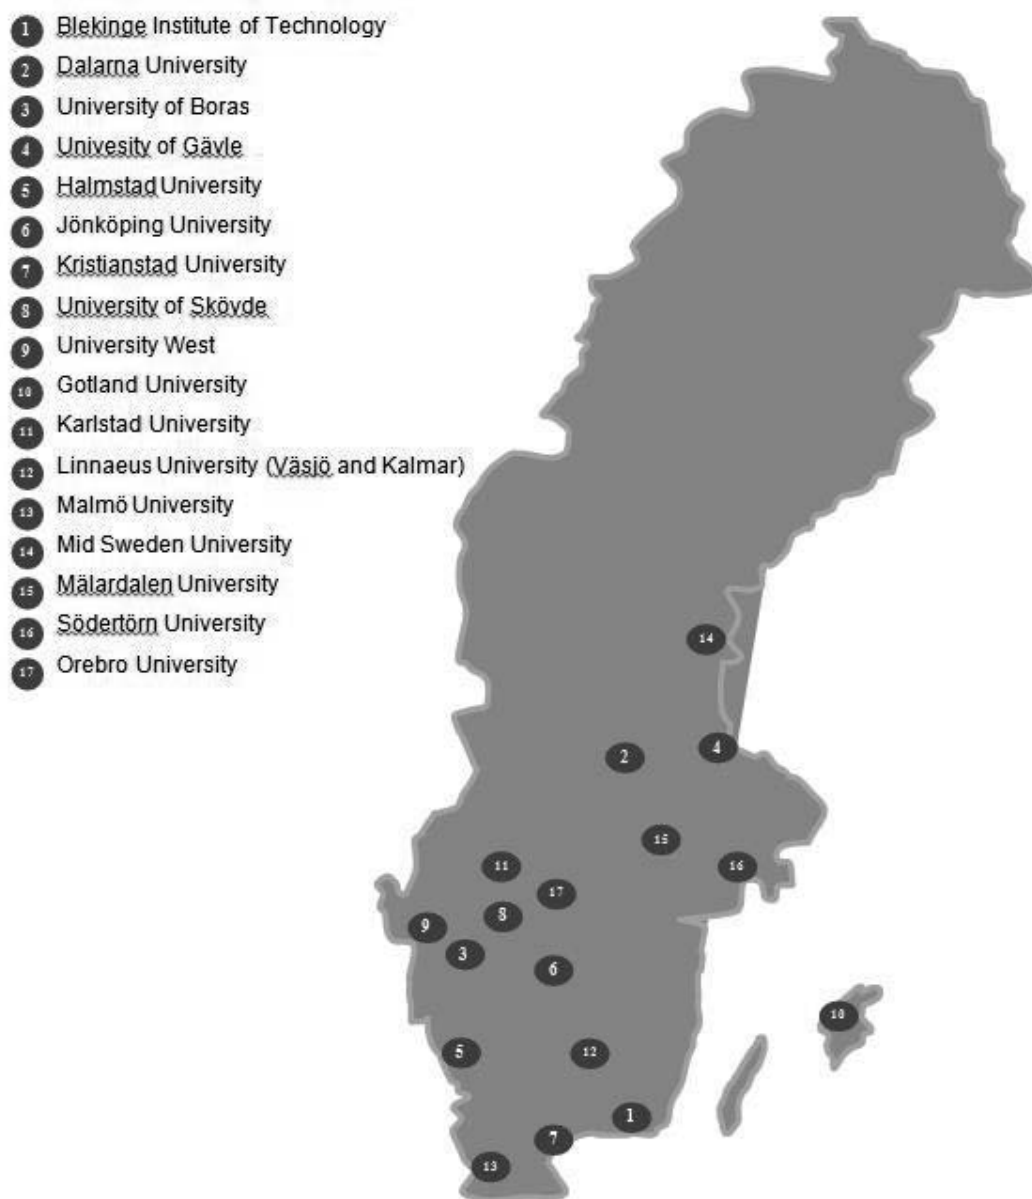 1 Blekinge Institute of Technology
2 Dalarna University
3 University of Boras
4 Univesity of Gävle
5 Halmstad University
6 Jönköping University
7 Kristianstad University
8 University of Skövde
9 University West
10 Gotland University
11 Karlstad University
12 Linnaeus University (Väsjö and Kalmar)
13 Malmö University
14 Mid Sweden University
15 Mälardalen University
16 Södertörn University
17 Orebro University
14
4
2
15
16
11
17
8
9
3
6
10
5
12
1
7
13